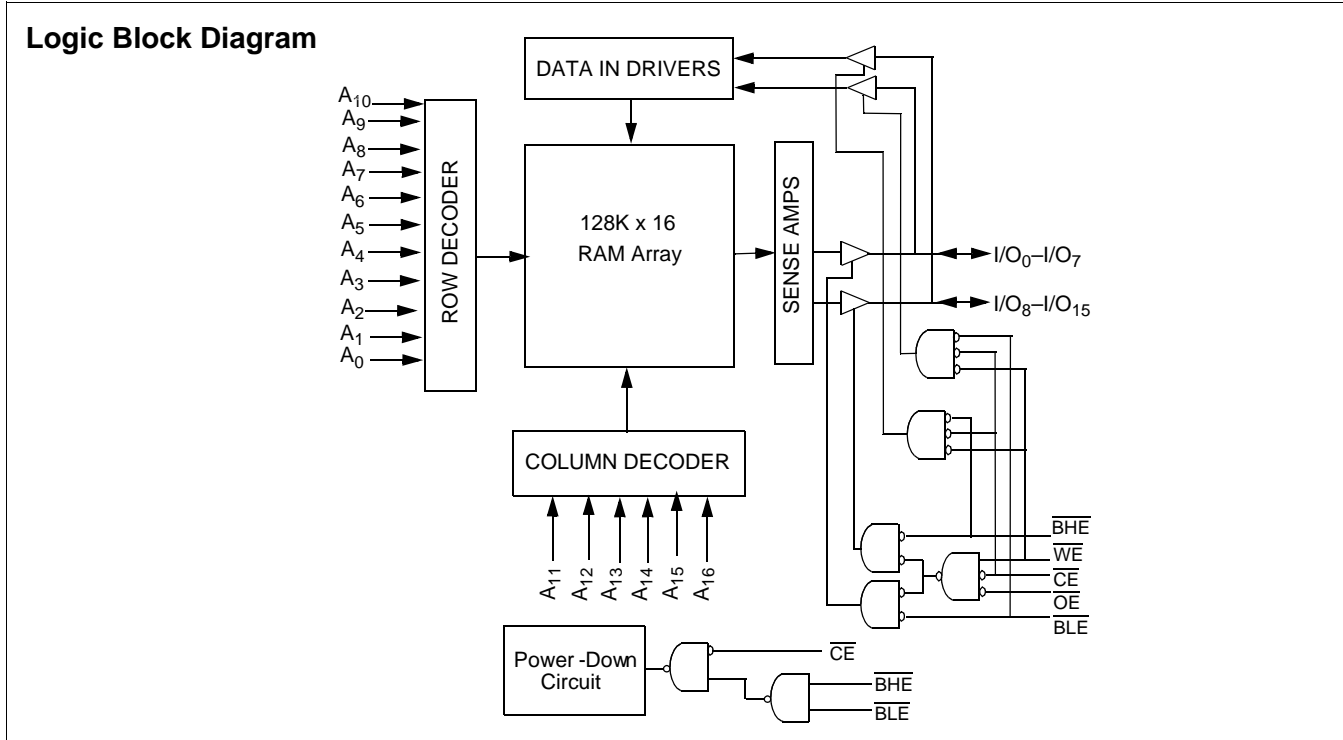 Logic Block Diagram
DATA IN DRIVERS
A10
A9
A8
A7
A6
A5
A4
A3
A2
A1
A0
ROW DECODER
128K x 16
RAM Array
SENSE AMPS
I/O0–I/O7
I/O8–I/O15
COLUMN DECODER
A11
A12
A13
A14
A15
A16
BHE
WE
CE
OE
BLE
Power -Down
Circuit
CE
BHE
BLE